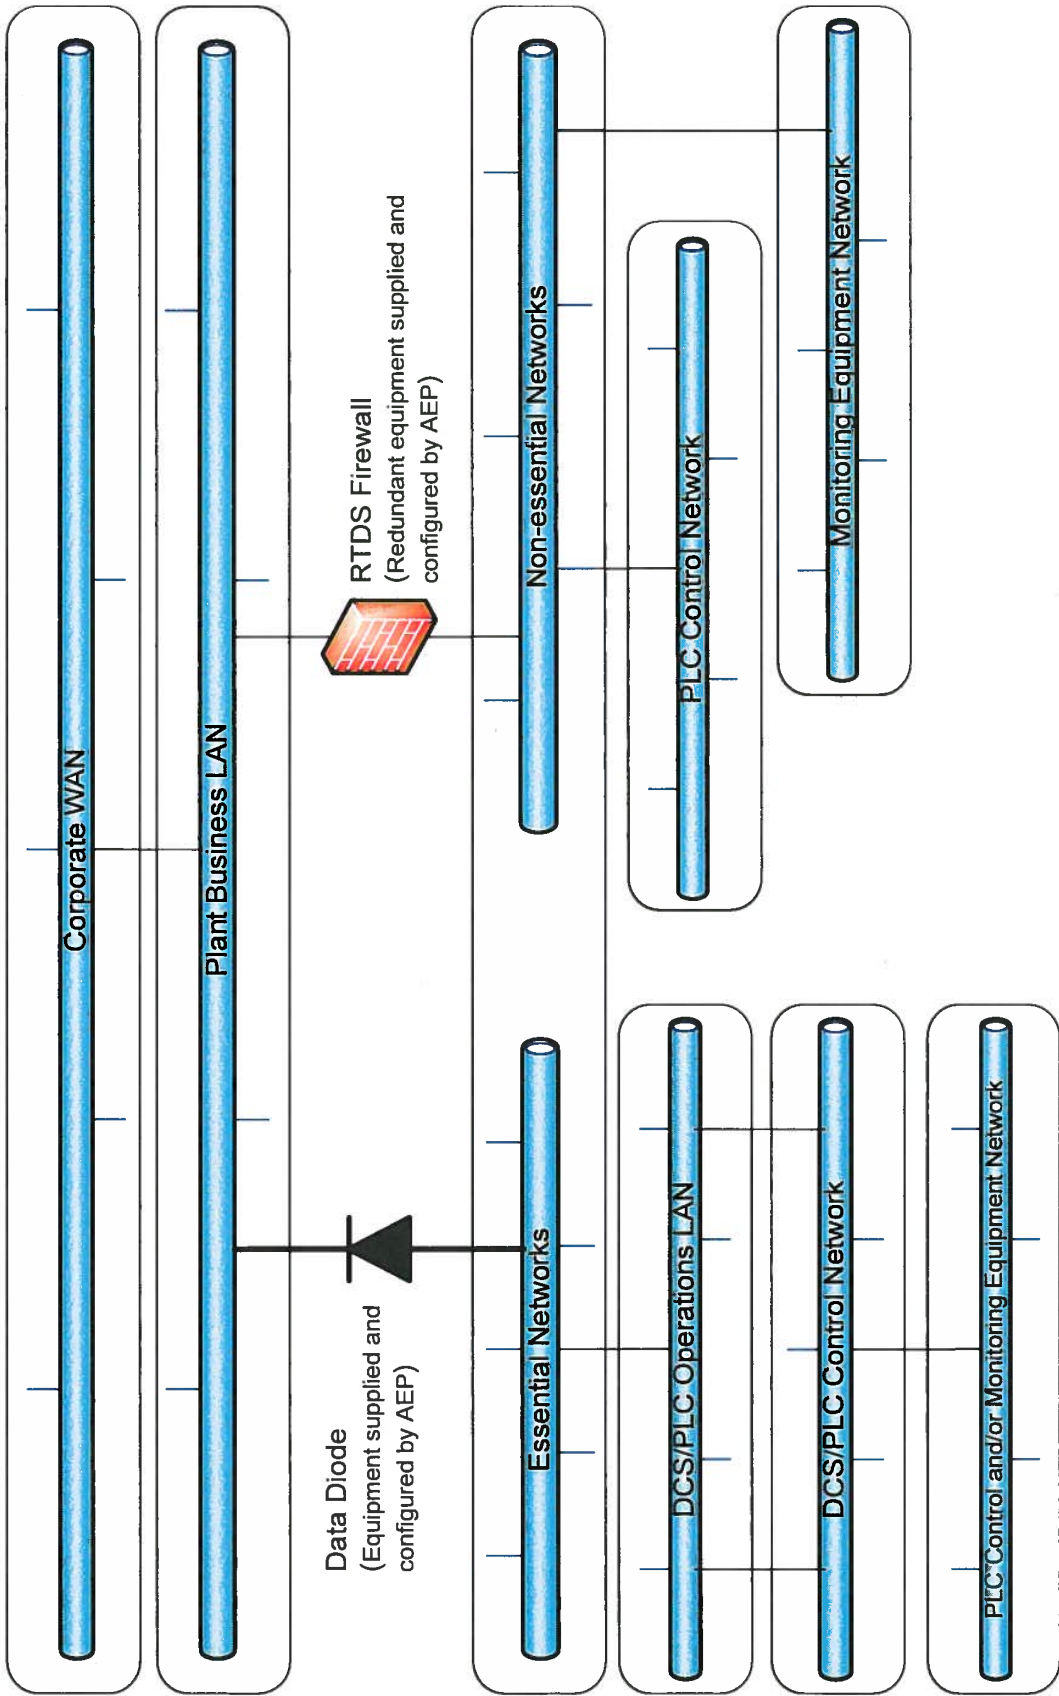 Corporate WAN
Plant Business LAN
Data Diode
(Equipment supplied and
configured by AEP)
RTDS Firewall
(Redundant equipment supplied and
configured by AEP)
Essential Networks
Non-essential Networks
DCS/PLC Operations LAN
PLC Control Network
DCS/PLC Control Network
Monitoring Equipment Network
PLC Control and/or Monitoring Equipment Network